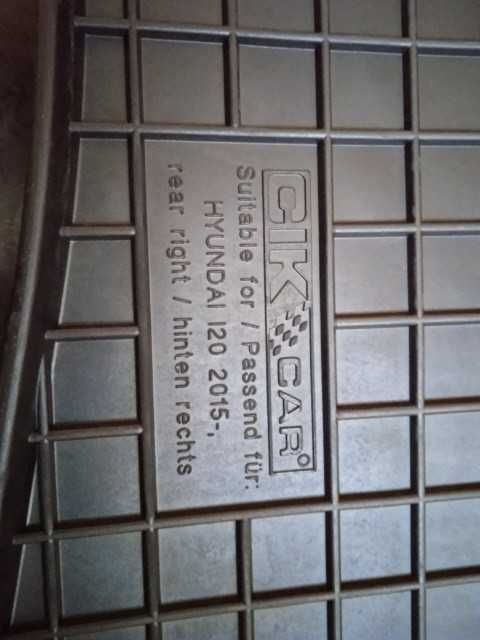 CIK CAR
Suitable for / Passend für:
HYUNDAI I20 2015-,
rear right / hinten rechts